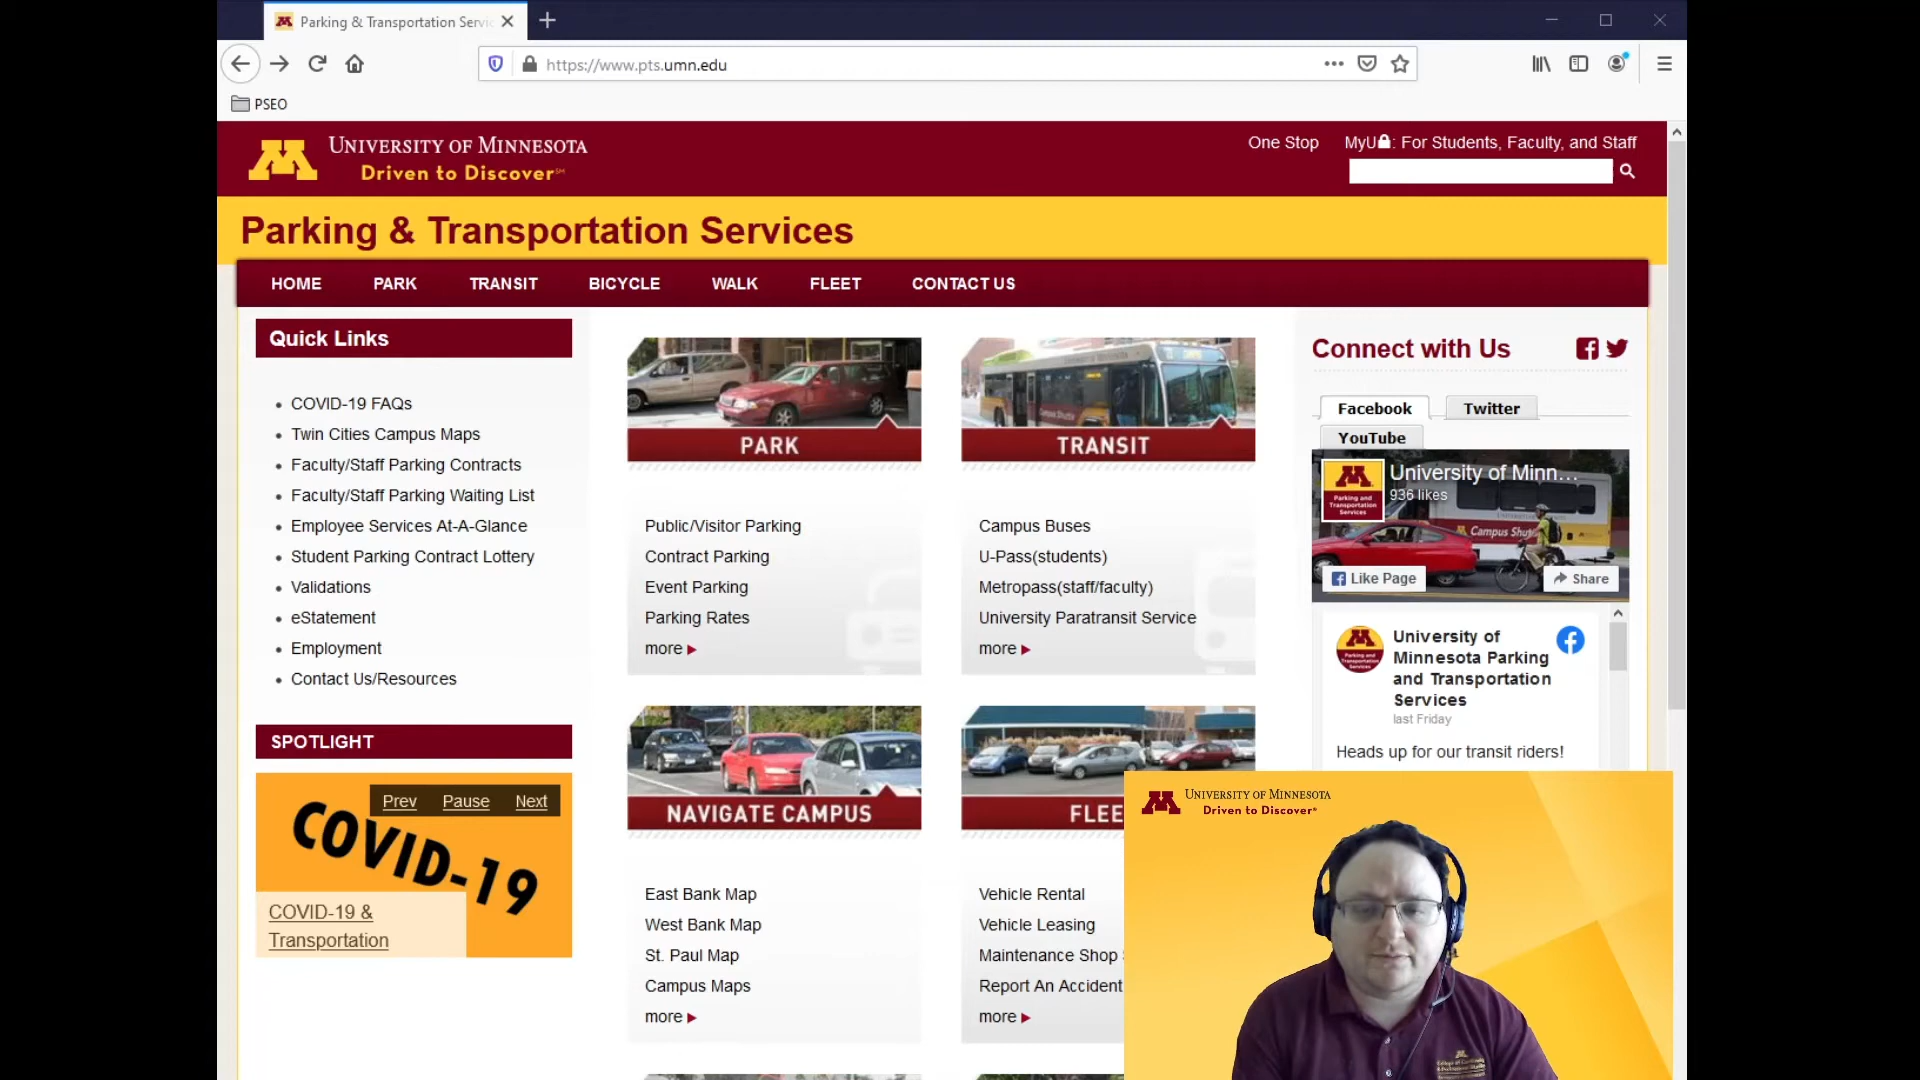 Parking & Transportation Servic
https://www.pts.umn.edu
PSEO
UNIVERSITY OF MINNESOTA
Driven to Discover℠
One Stop
MyU: For Students, Faculty, and Staff
Parking & Transportation Services
HOME
PARK
TRANSIT
BICYCLE
WALK
FLEET
CONTACT US
Quick Links
COVID-19 FAQs
Twin Cities Campus Maps
Faculty/Staff Parking Contracts
Faculty/Staff Parking Waiting List
Employee Services At-A-Glance
Student Parking Contract Lottery
Validations
eStatement
Employment
Contact Us/Resources
SPOTLIGHT
Prev
Pause
Next
COVID-19
COVID-19 &
Transportation
PARK
Public/Visitor Parking
Contract Parking
Event Parking
Parking Rates
more
TRANSIT
Campus Shuttle
Campus Buses
U-Pass(students)
Metropass(staff/faculty)
University Paratransit Service
more
NAVIGATE CAMPUS
East Bank Map
West Bank Map
St. Paul Map
Campus Maps
more
FLEE
Vehicle Rental
Vehicle Leasing
Maintenance Shop
Report An Accident
more
Connect with Us
Facebook
Twitter
YouTube
Parking and
Transportation
Services
University of Minn...
936 likes
Campus Shut
Like Page
Share
Parking and
Transportation
Services
University of
Minnesota Parking
and Transportation
Services
last Friday
Heads up for our transit riders!
UNIVERSITY OF MINNESOTA
Driven to Discover®